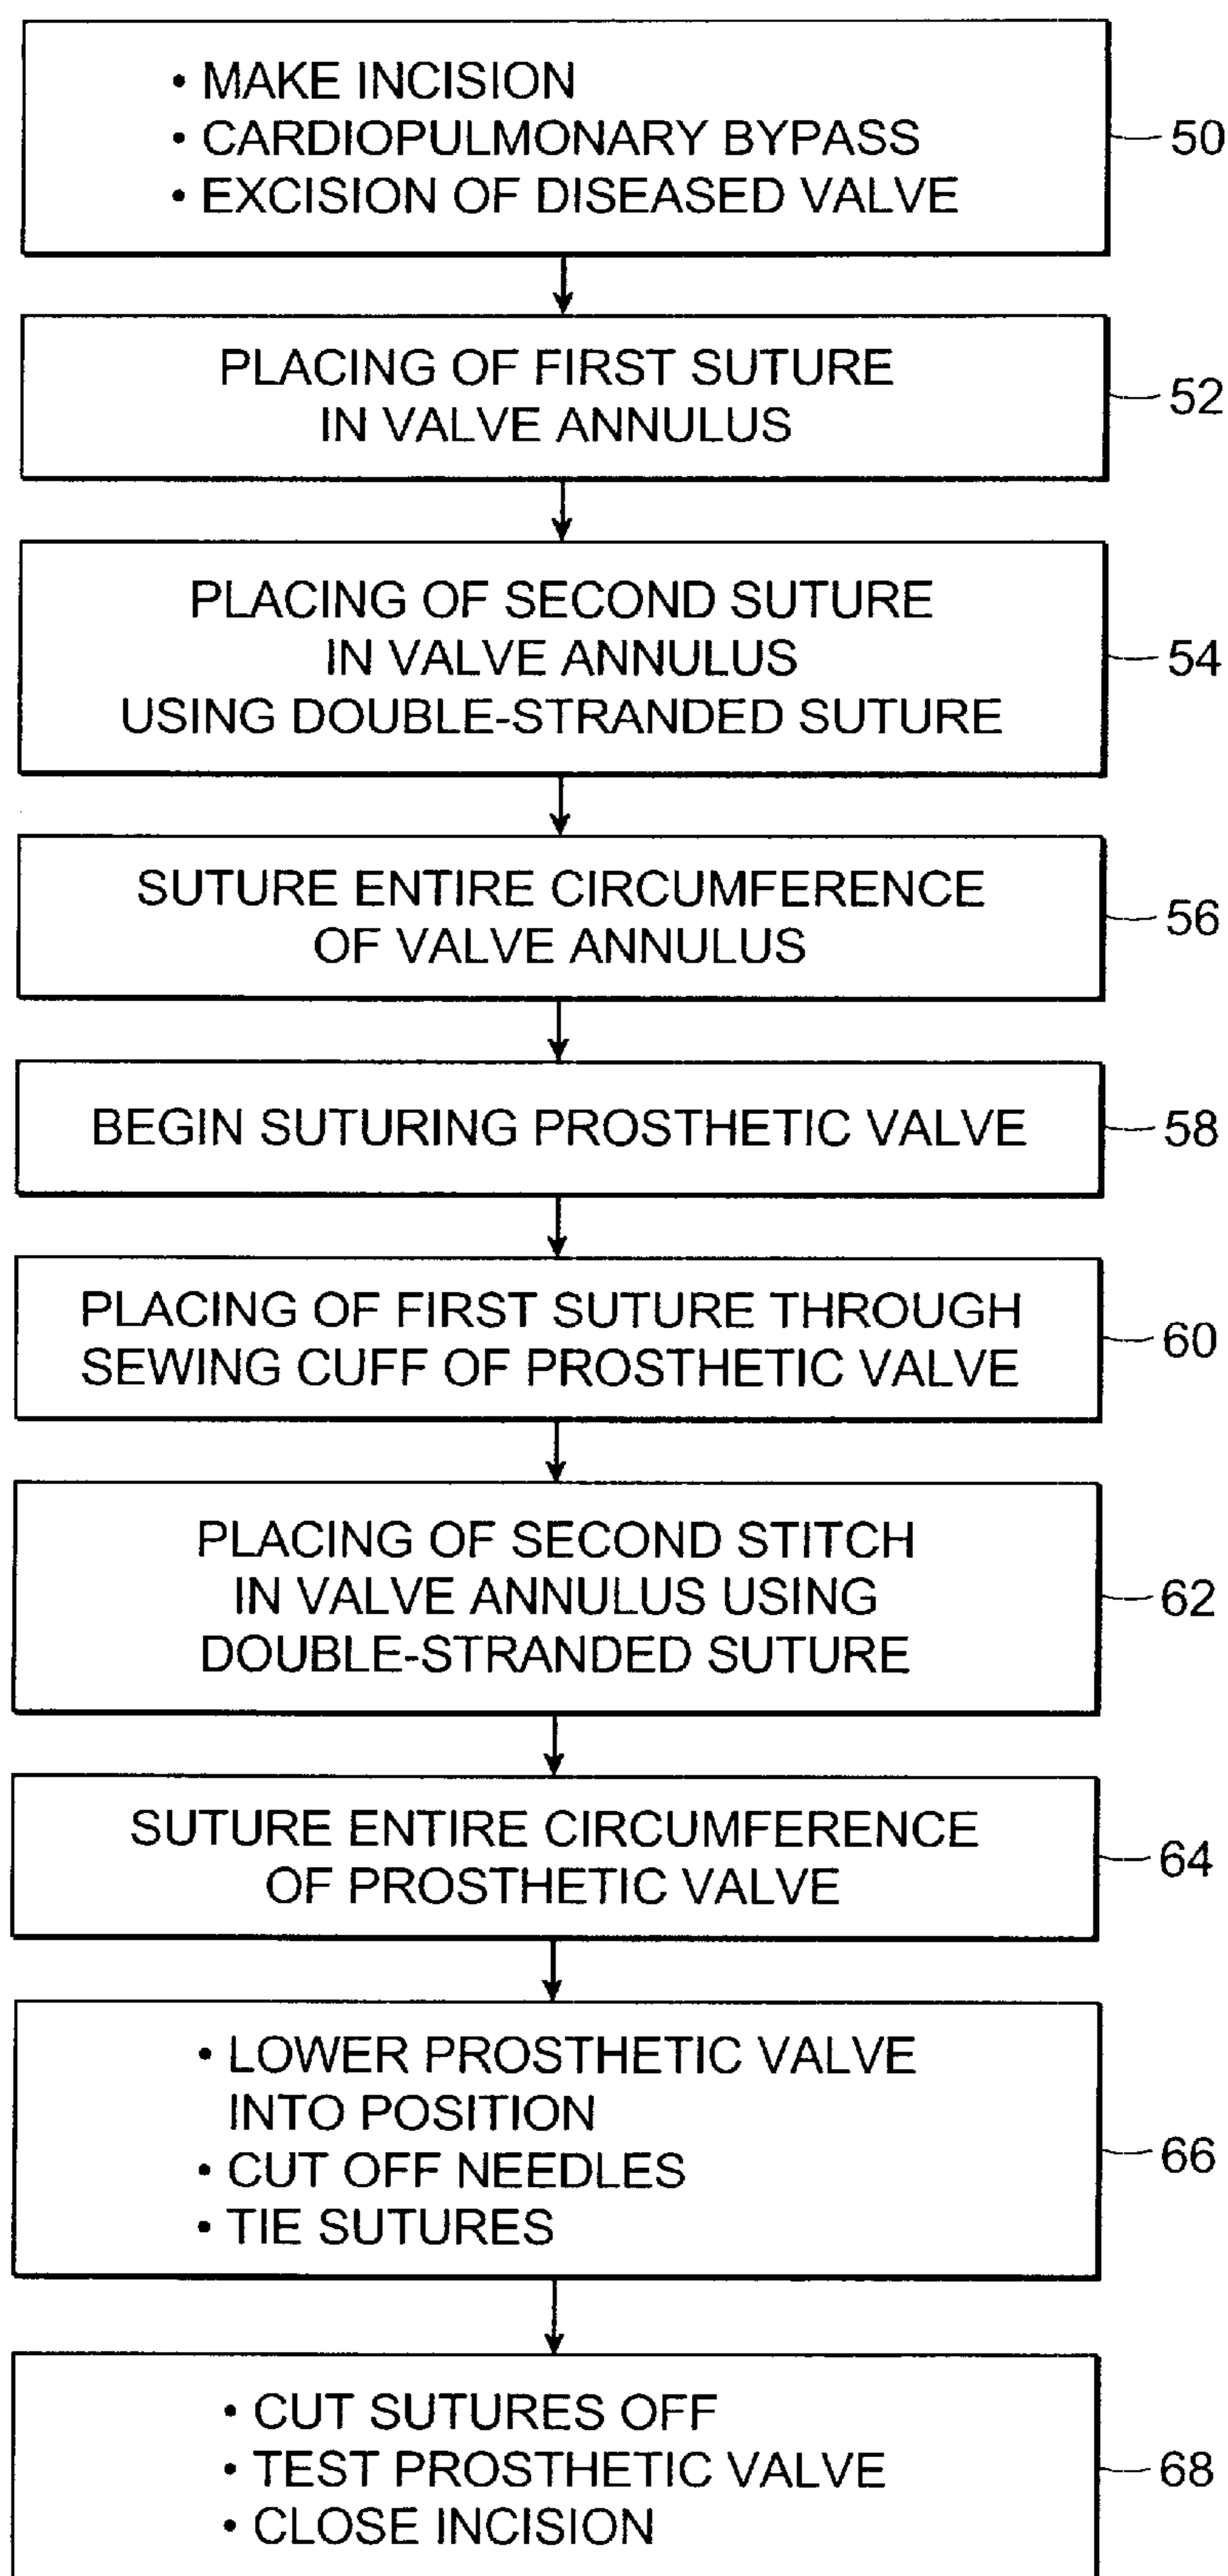 • MAKE INCISION
• CARDIOPULMONARY BYPASS
• EXCISION OF DISEASED VALVE
50
PLACING OF FIRST SUTURE
IN VALVE ANNULUS
52
PLACING OF SECOND SUTURE
IN VALVE ANNULUS
USING DOUBLE-STRANDED SUTURE
54
SUTURE ENTIRE CIRCUMFERENCE
OF VALVE ANNULUS
56
BEGIN SUTURING PROSTHETIC VALVE
58
PLACING OF FIRST SUTURE THROUGH
SEWING CUFF OF PROSTHETIC VALVE
60
PLACING OF SECOND STITCH
IN VALVE ANNULUS USING
DOUBLE-STRANDED SUTURE
62
SUTURE ENTIRE CIRCUMFERENCE
OF PROSTHETIC VALVE
64
• LOWER PROSTHETIC VALVE
INTO POSITION
• CUT OFF NEEDLES
• TIE SUTURES
66
• CUT SUTURES OFF
• TEST PROSTHETIC VALVE
• CLOSE INCISION
68